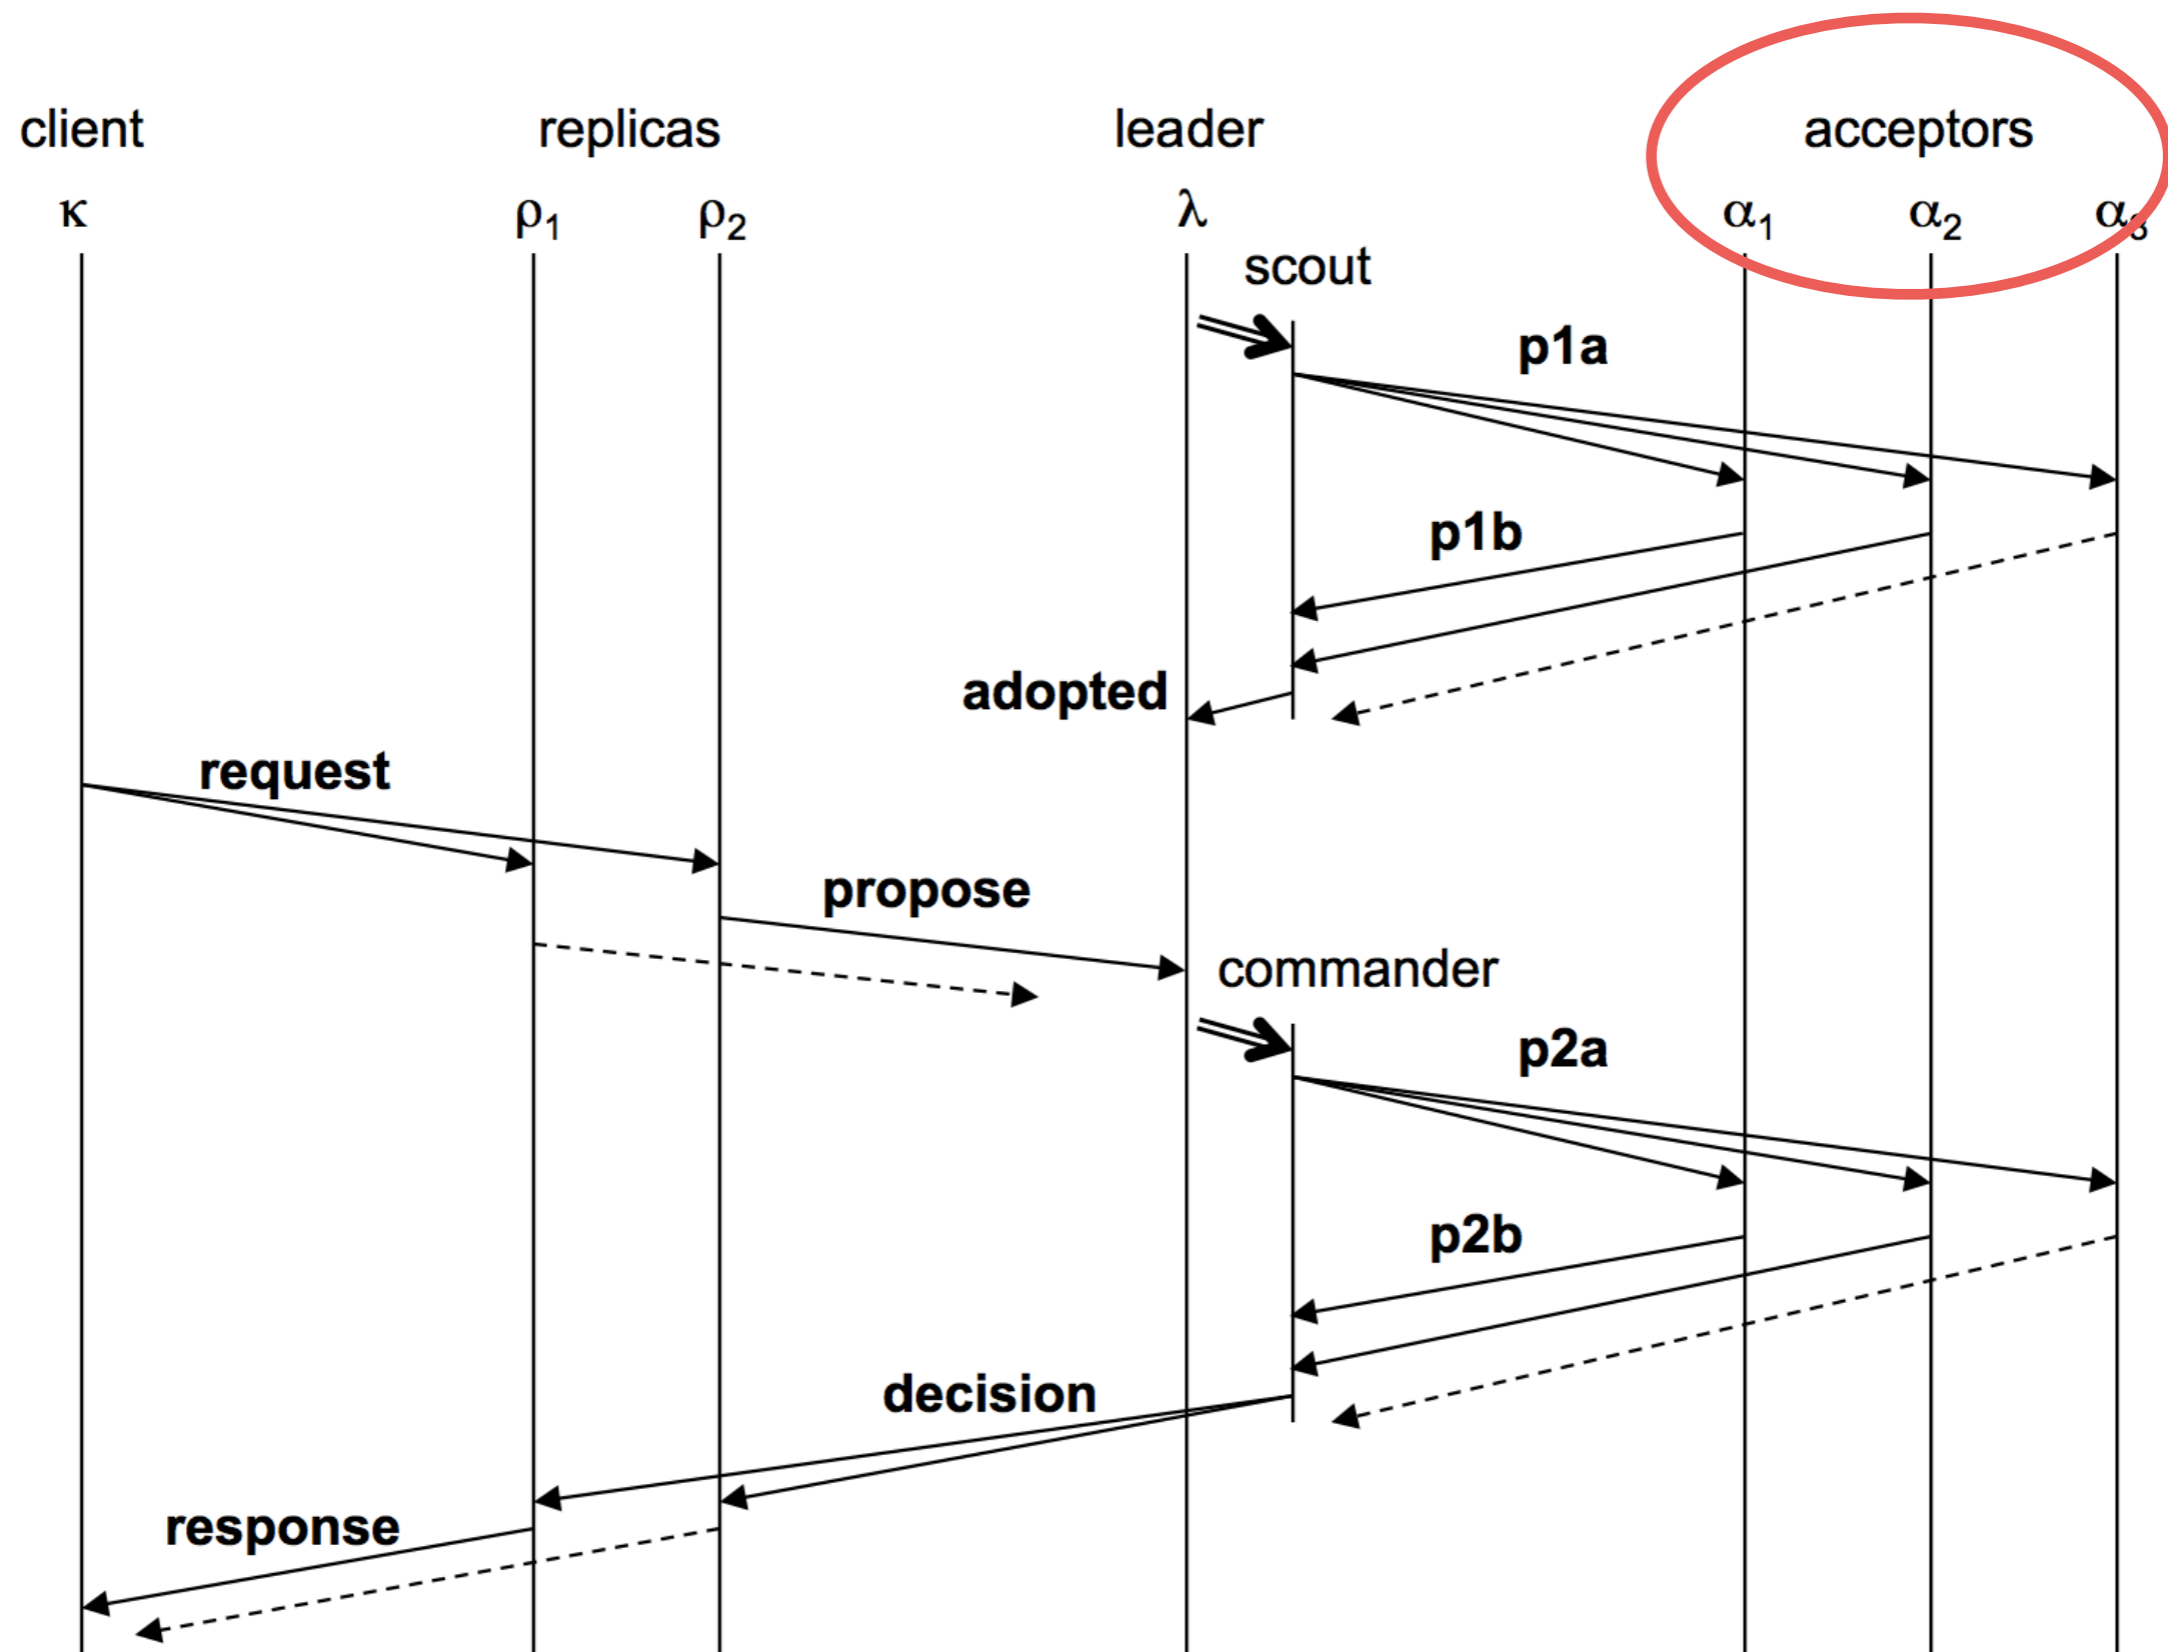 client replicas leader acceptors
κ ρ1 ρ2 λ α1 α2 α3
scout
p1a
p1b
adopted
request
propose
commander
p2a
p2b
decision
response